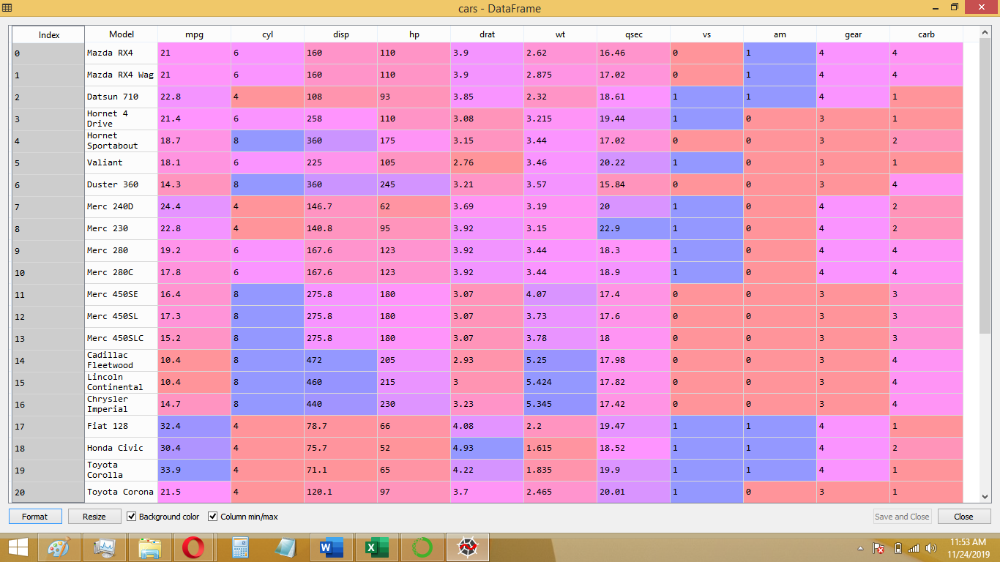 cars - DataFrame
Index Model mpg cyl disp hp drat wt qsec vs am gear carb
0 Mazda RX4 21 6 160 110 3.9 2.62 16.46 0 1 4 4
1 Mazda RX4 Wag 21 6 160 110 3.9 2.875 17.02 0 1 4 4
2 Datsun 710 22.8 4 108 93 3.85 2.32 18.61 1 1 4 1
3 Hornet 4 Drive 21.4 6 258 110 3.08 3.215 19.44 1 0 3 1
4 Hornet Sportabout 18.7 8 360 175 3.15 3.44 17.02 0 0 3 2
5 Valiant 18.1 6 225 105 2.76 3.46 20.22 1 0 3 1
6 Duster 360 14.3 8 360 245 3.21 3.57 15.84 0 0 3 4
7 Merc 240D 24.4 4 146.7 62 3.69 3.19 20 1 0 4 2
8 Merc 230 22.8 4 140.8 95 3.92 3.15 22.9 1 0 4 2
9 Merc 280 19.2 6 167.6 123 3.92 3.44 18.3 1 0 4 4
10 Merc 280C 17.8 6 167.6 123 3.92 3.44 18.9 1 0 4 4
11 Merc 450SE 16.4 8 275.8 180 3.07 4.07 17.4 0 0 3 3
12 Merc 450SL 17.3 8 275.8 180 3.07 3.73 17.6 0 0 3 3
13 Merc 450SLC 15.2 8 275.8 180 3.07 3.78 18 0 0 3 3
14 Cadillac Fleetwood 10.4 8 472 205 2.93 5.25 17.98 0 0 3 4
15 Lincoln Continental 10.4 8 460 215 3 5.424 17.82 0 0 3 4
16 Chrysler Imperial 14.7 8 440 230 3.23 5.345 17.42 0 0 3 4
17 Fiat 128 32.4 4 78.7 66 4.08 2.2 19.47 1 1 4 1
18 Honda Civic 30.4 4 75.7 52 4.93 1.615 18.52 1 1 4 2
19 Toyota Corolla 33.9 4 71.1 65 4.22 1.835 19.9 1 1 4 1
20 Toyota Corona 21.5 4 120.1 97 3.7 2.465 20.01 1 0 3 1
Format Resize Background color Column min/max Save and Close Close
11:53 AM
11/24/2019